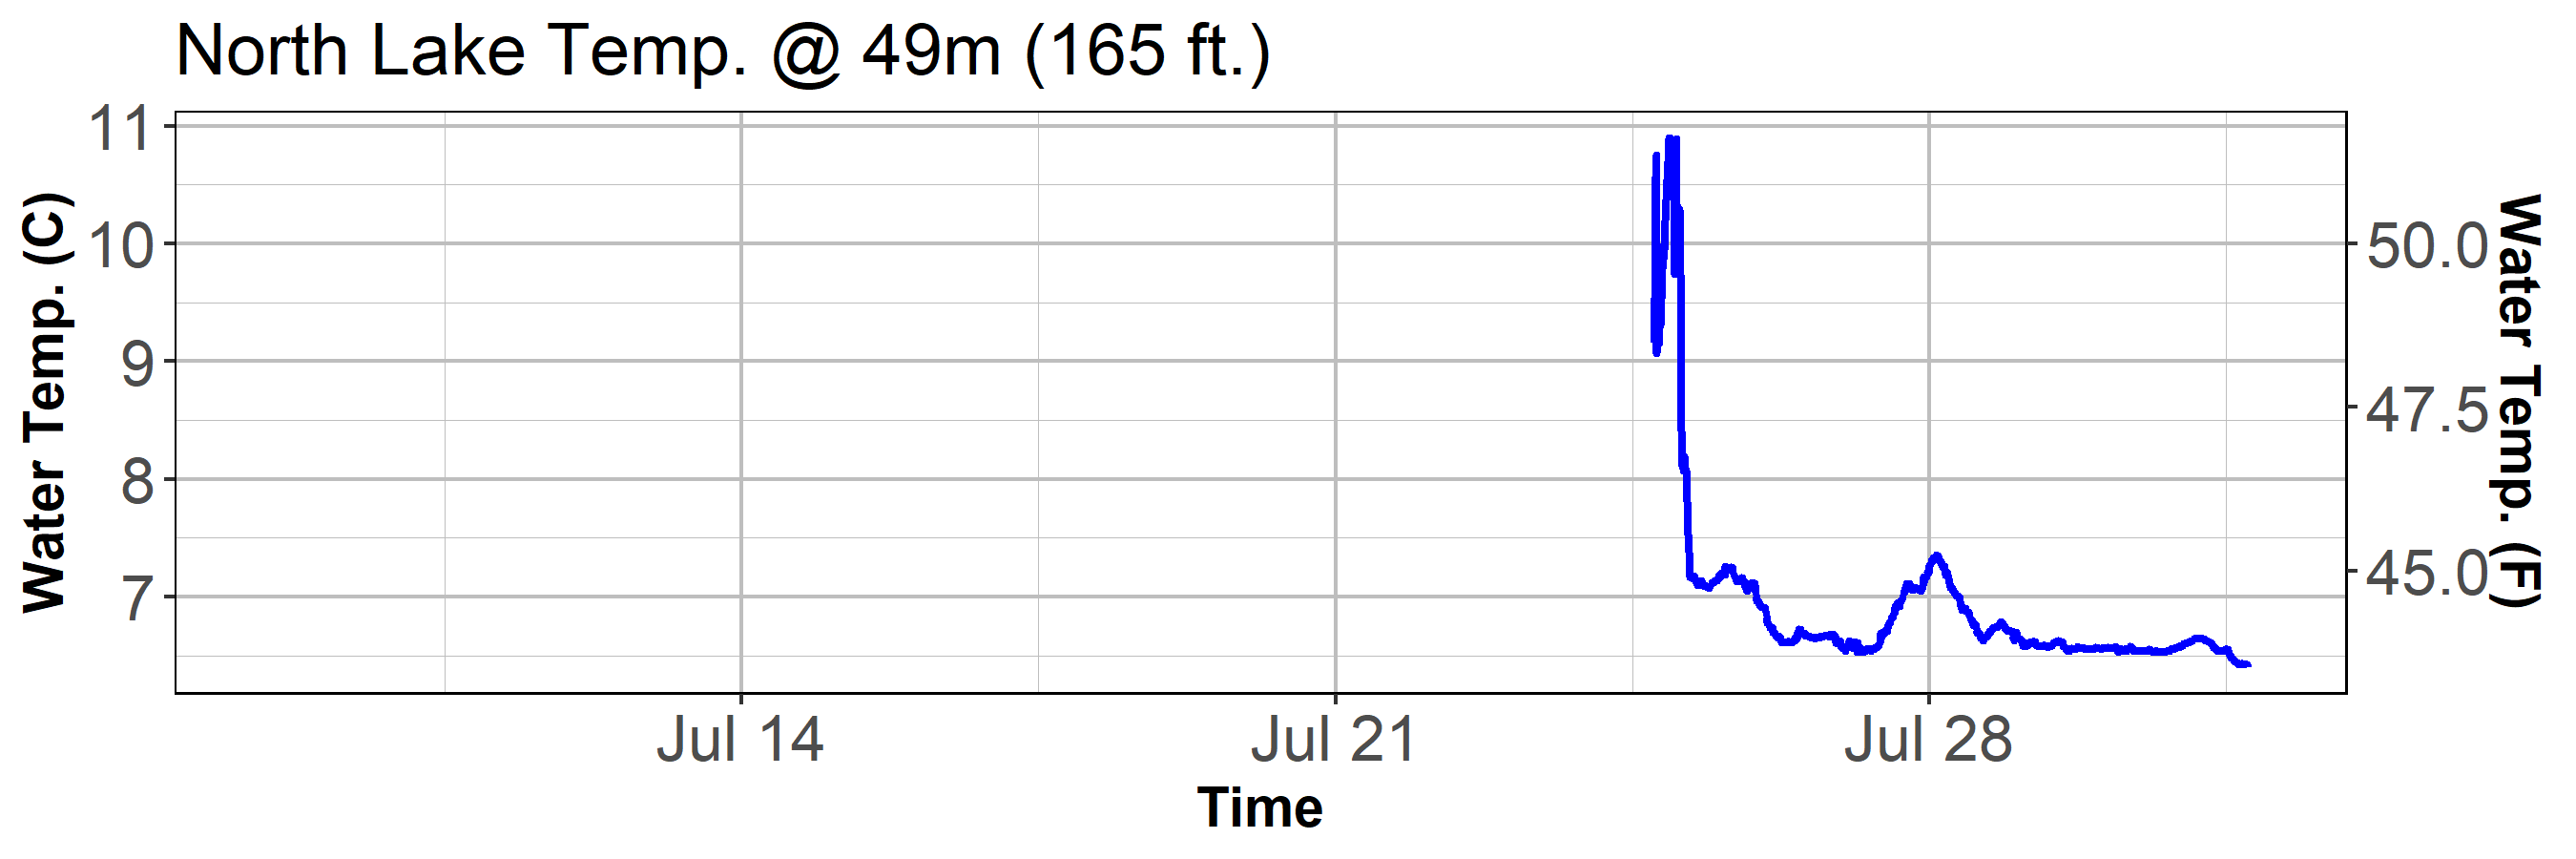 North Lake Temp. @ 49m (165 ft.)
Water Temp. (C)
11
10
9
8
7
50.0
47.5
45.0
Water Temp. (F)
Jul 14
Jul 21
Jul 28
Time